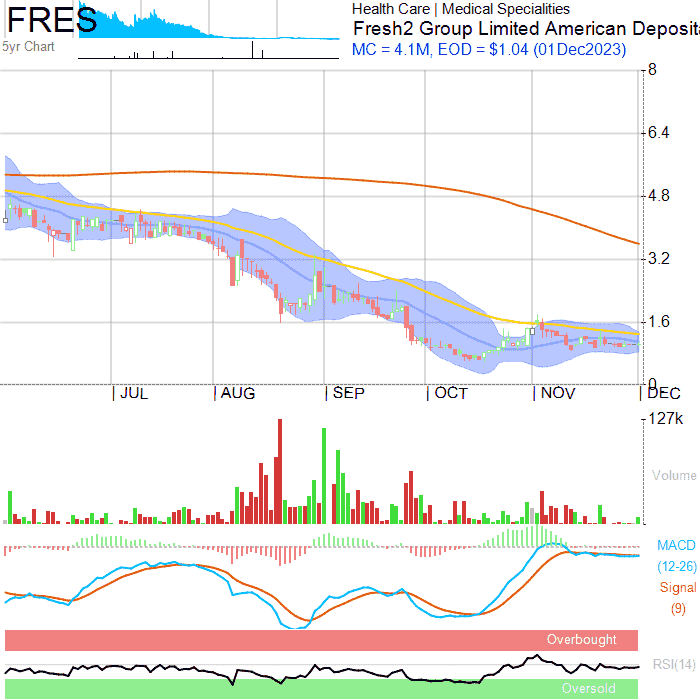 FRES
5yr Chart
Health Care | Medical Specialities
Fresh2 Group Limited American Deposit
MC = 4.1M, EOD = $1.04 (01Dec2023)
8
6.4
4.8
3.2
1.6
0
JUL
AUG
SEP
OCT
NOV
DEC
127k
Volume
MACD
(12-26)
Signal
(9)
Overbought
RSI(14)
Oversold